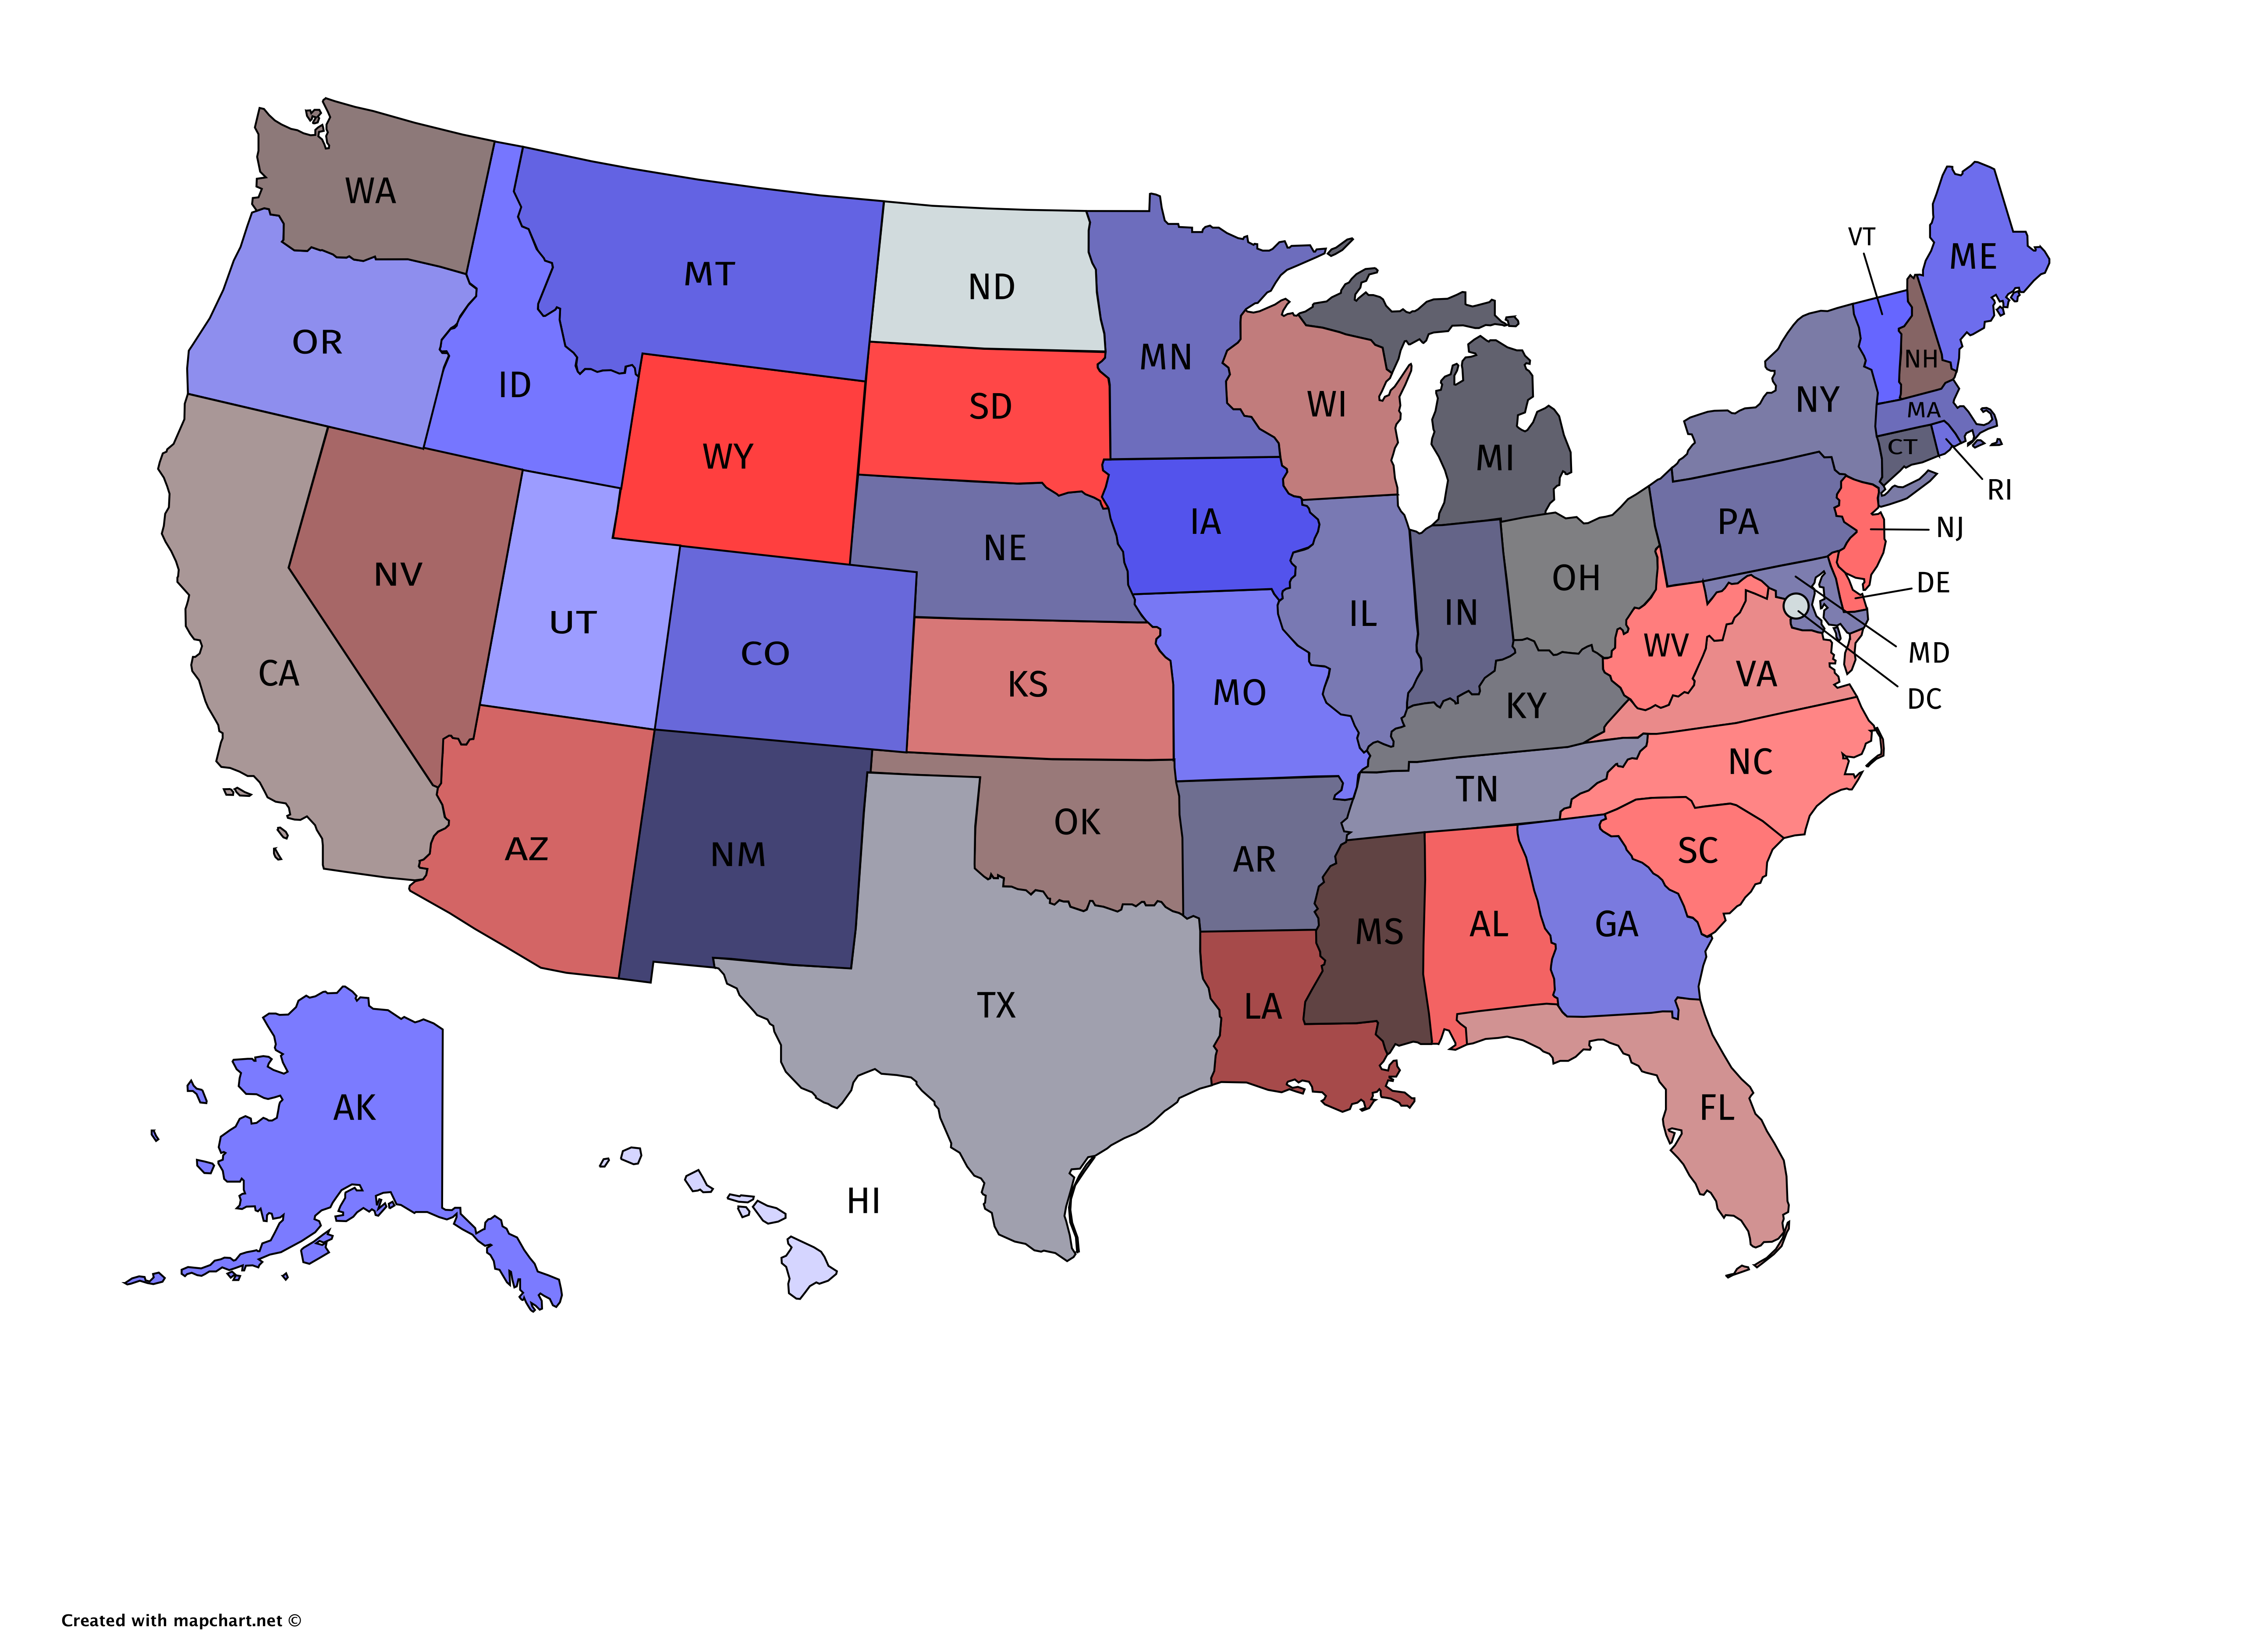 WA
MT
ND
MN
VT
ME
OR
ID
SD
WI
MI
NY
NH
MA
CT
RI
WY
IA
NE
PA
NJ
NV
UT
CO
IL
IN
OH
DE
CA
KS
MO
KY
WV
VA
MD
DC
AZ
NM
OK
TN
NC
AR
SC
TX
LA
MS
AL
GA
AK
HI
FL
Created with mapchart.net ©